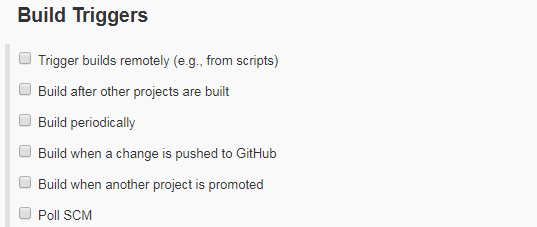 Build Triggers
Trigger builds remotely (e.g., from scripts)
Build after other projects are built
Build periodically
Build when a change is pushed to GitHub
Build when another project is promoted
Poll SCM